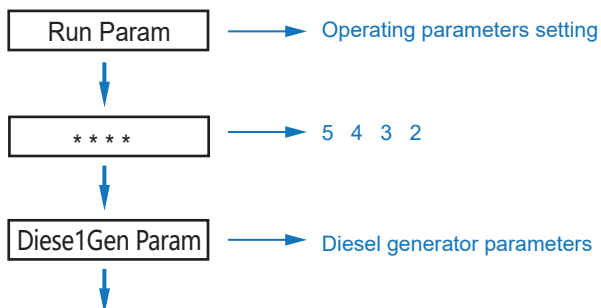 Run Param
Operating parameters setting
* * * *
5 4 3 2
Diese1Gen Param
Diesel generator parameters